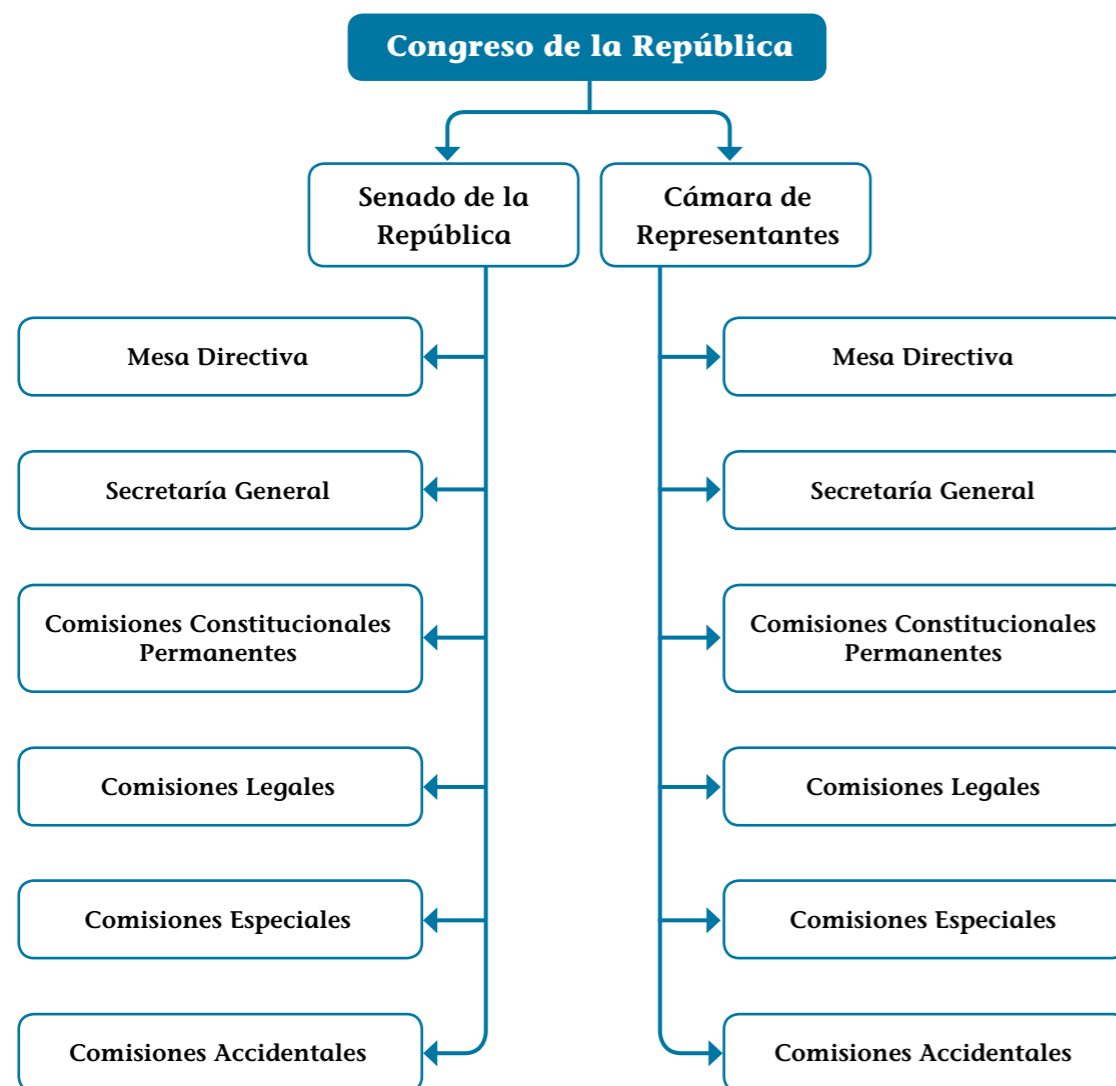 Congreso de la República
Senado de la
República
Cámara de
Representantes
Mesa Directiva
Mesa Directiva
Secretaría General
Secretaría General
Comisiones Constitucionales
Permanentes
Comisiones Constitucionales
Permanentes
Comisiones Legales
Comisiones Legales
Comisiones Especiales
Comisiones Especiales
Comisiones Accidentales
Comisiones Accidentales